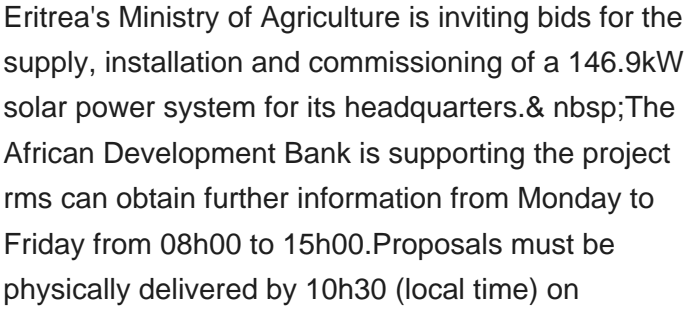 Eritrea's Ministry of Agriculture is inviting bids for the
supply, installation and commissioning of a 146.9kW
solar power system for its headquarters.& nbsp;The
African Development Bank is supporting the project
rms can obtain further information from Monday to
Friday from 08h00 to 15h00.Proposals must be
physically delivered by 10h30 (local time) on